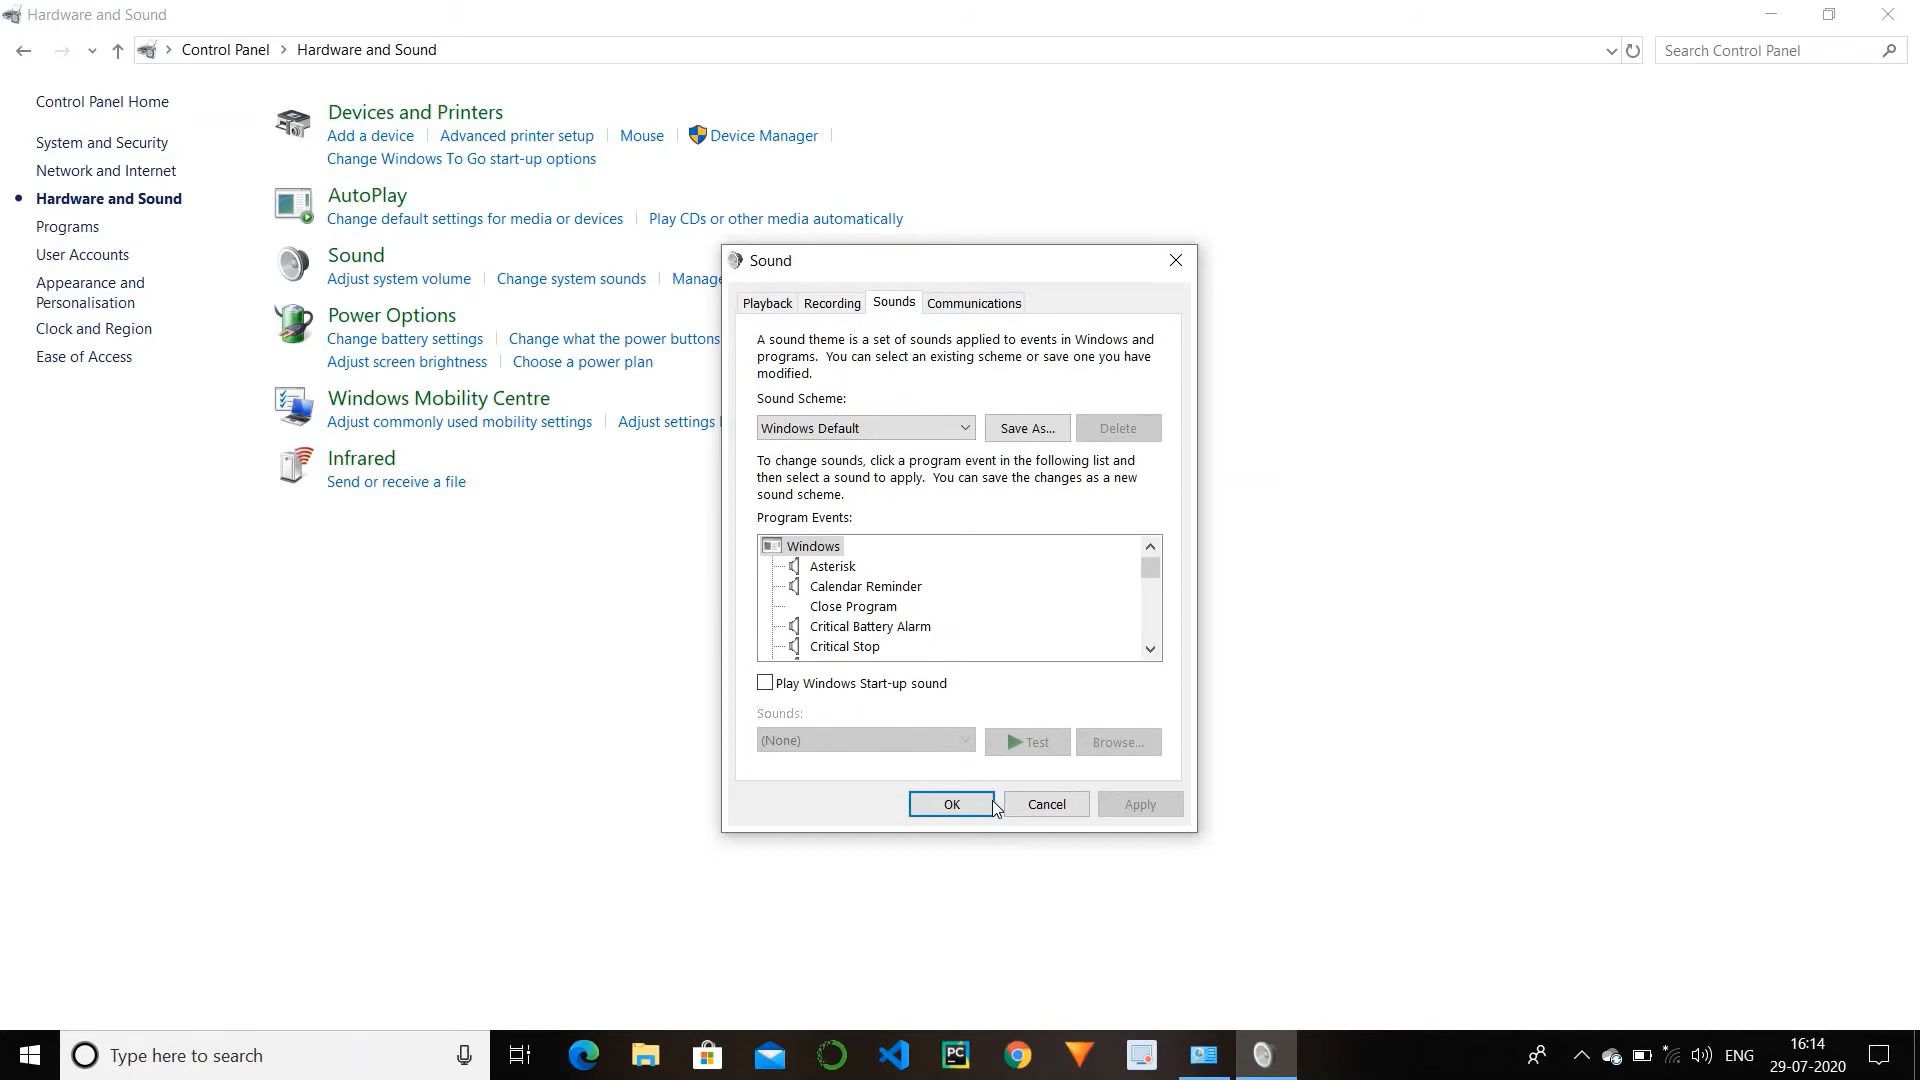 Hardware and Sound
Control Panel Hardware and Sound
Search Control Panel
Control Panel Home
System and Security
Network and Internet
Hardware and Sound
Programs
User Accounts
Appearance and
Personalisation
Clock and Region
Ease of Access
Devices and Printers
Add a device Advanced printer setup Mouse Device Manager
Change Windows To Go start-up options
AutoPlay
Change default settings for media or devices Play CDs or other media automatically
Sound
Adjust system volume Change system sounds Manage
Power Options
Change battery settings Change what the power buttons
Adjust screen brightness Choose a power plan
Windows Mobility Centre
Adjust commonly used mobility settings Adjust settings
Infrared
Send or receive a file
Sound
Playback Recording Sounds Communications
A sound theme is a set of sounds applied to events in Windows and
programs. You can select an existing scheme or save one you have
modified.
Sound Scheme:
Windows Default Save As... Delete
To change sounds, click a program event in the following list and
then select a sound to apply. You can save the changes as a new
sound scheme.
Program Events:
Windows
Asterisk
Calendar Reminder
Close Program
Critical Battery Alarm
Critical Stop
Play Windows Start-up sound
Sounds:
(None) Test Browse...
OK Cancel Apply
Type here to search
PC
ENG
16:14
29-07-2020